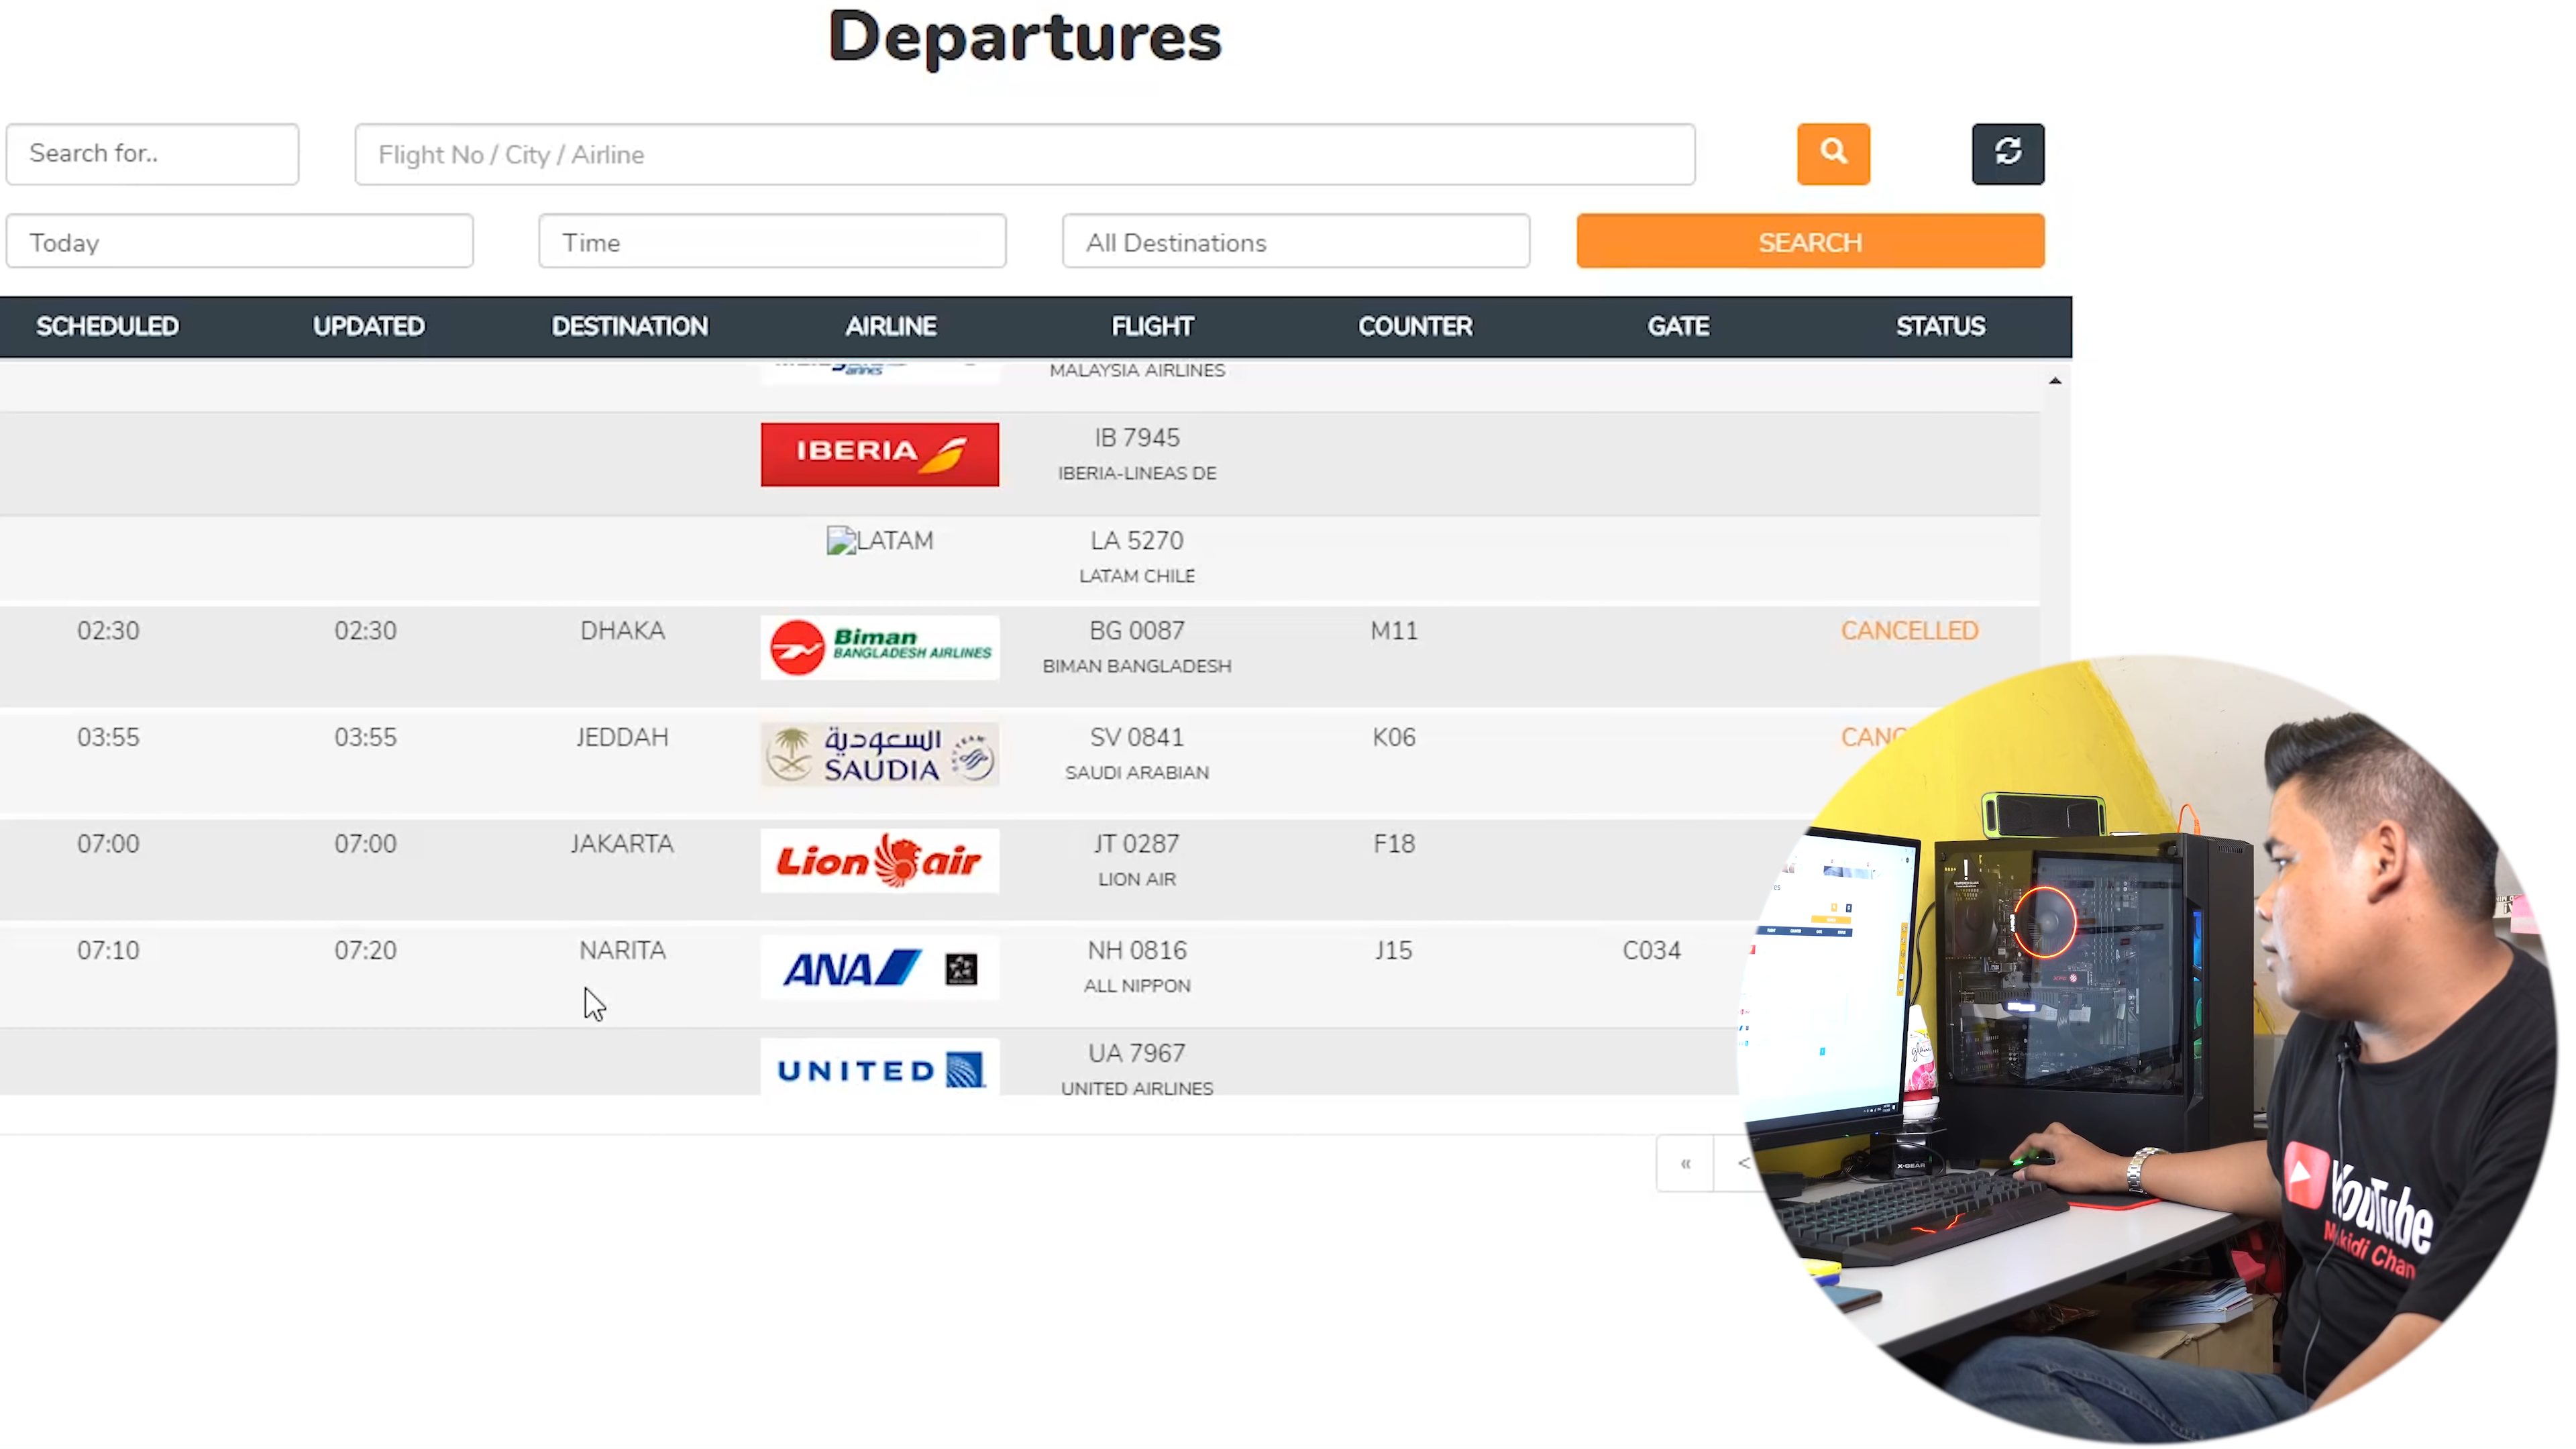 Departures
Search for..
Flight No / City / Airline
Today
Time
All Destinations
SEARCH
SCHEDULED UPDATED DESTINATION AIRLINE FLIGHT COUNTER GATE STATUS
MALAYSIA AIRLINES
IBERIA IB 7945
IBERIA-LINEAS DE
LATAM LA 5270
LATAM CHILE
02:30 02:30 DHAKA Biman BG 0087 M11 CANCELLED
BANGLADESH AIRLINES BIMAN BANGLADESH
03:55 03:55 JEDDAH السعودية SV 0841 K06
SAUDIA SAUDI ARABIAN
07:00 07:00 JAKARTA Lion air JT 0287 F18
LION AIR
07:10 07:20 NARITA ANA NH 0816 J15 C034
ALL NIPPON
UNITED UA 7967
UNITED AIRLINES
« <
X-GEAR
YouTube